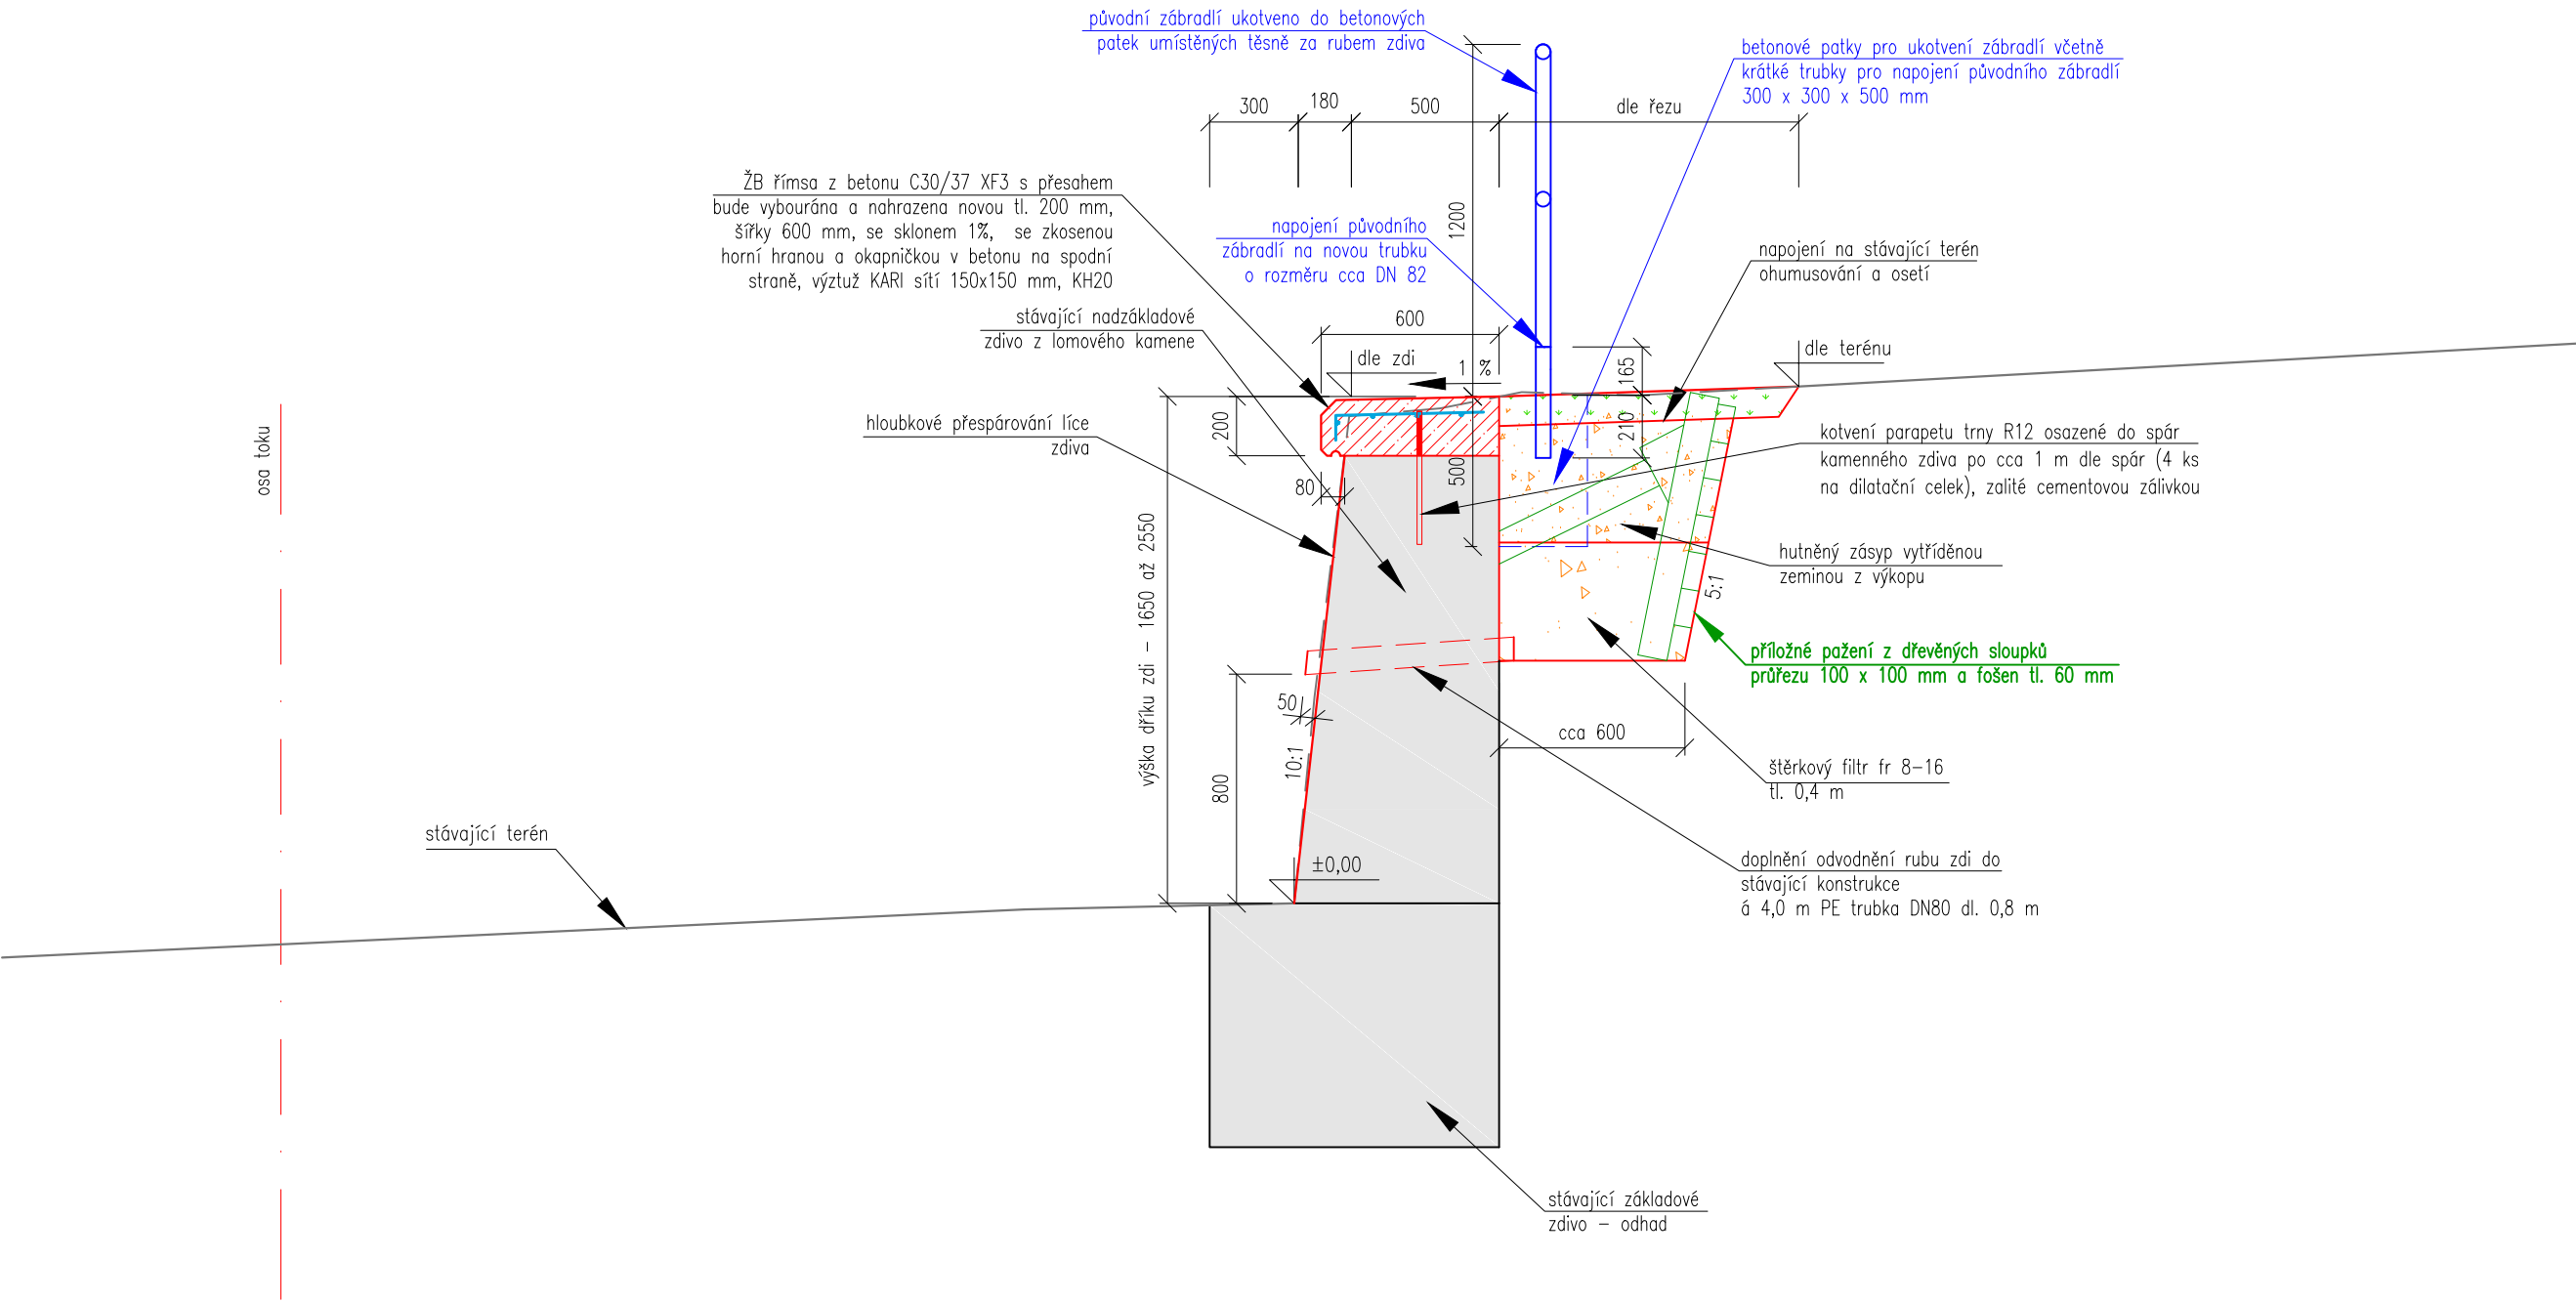 původní zábradlí ukotveno do betonových
patek umístěných těsně za rubem zdiva
betonové patky pro ukotvení zábradlí včetně
krátké trubky pro napojení původního zábradlí
300 x 300 x 500 mm
300
180
500
dle řezu
ŽB římsa z betonu C30/37 XF3 s přesahem
bude vybourána a nahrazena novou tl. 200 mm,
šířky 600 mm, se sklonem 1%, se zkosenou
horní hranou a okapničkou v betonu na spodní
straně, výztuž KARI sítí 150x150 mm, KH20
1200
napojení původního
zábradlí na novou trubku
o rozměru cca DN 82
napojení na stávající terén
ohumusování a osetí
stávající nadzákladové
zdivo z lomového kamene
600
dle zdi
1 %
165
dle terénu
hloubkové přespárování líce
zdiva
200
210
500
80
kotvení parapetu trny R12 osazené do spár
kamenného zdiva po cca 1 m dle spár (4 ks
na dilatační celek), zalité cementovou zálivkou
osa toku
výška dříku zdi – 1650 až 2550
hutněný zásyp vytříděnou
zeminou z výkopu
5:1
příložné pažení z dřevěných sloupků
průřezu 100 x 100 mm a fošen tl. 60 mm
50
10:1
800
cca 600
štěrkový filtr fr 8–16
tl. 0,4 m
stávající terén
±0,00
doplnění odvodnění rubu zdi do
stávající konstrukce
á 4,0 m PE trubka DN80 dl. 0,8 m
stávající základové
zdivo – odhad